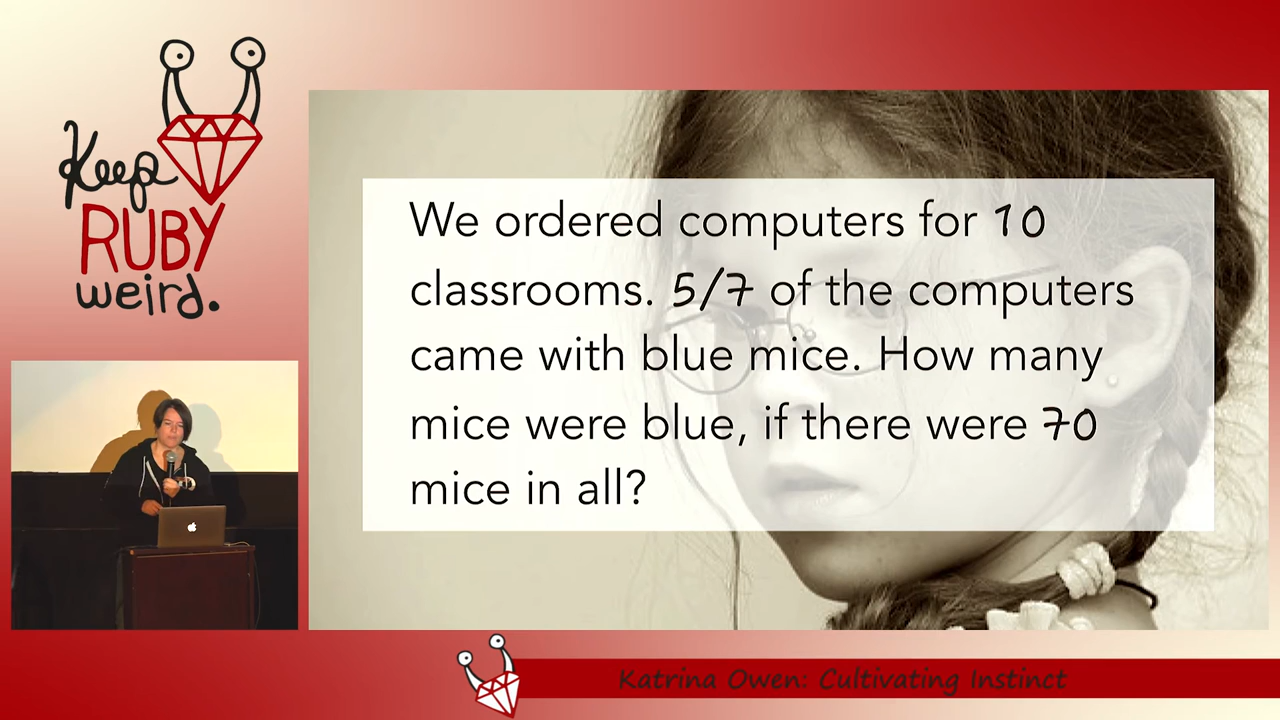 Keep
RUBY
weird.
We ordered computers for 10
classrooms. 5/7 of the computers
came with blue mice. How many
mice were blue, if there were 70
mice in all?
Katrina Owen: Cultivating Instinct